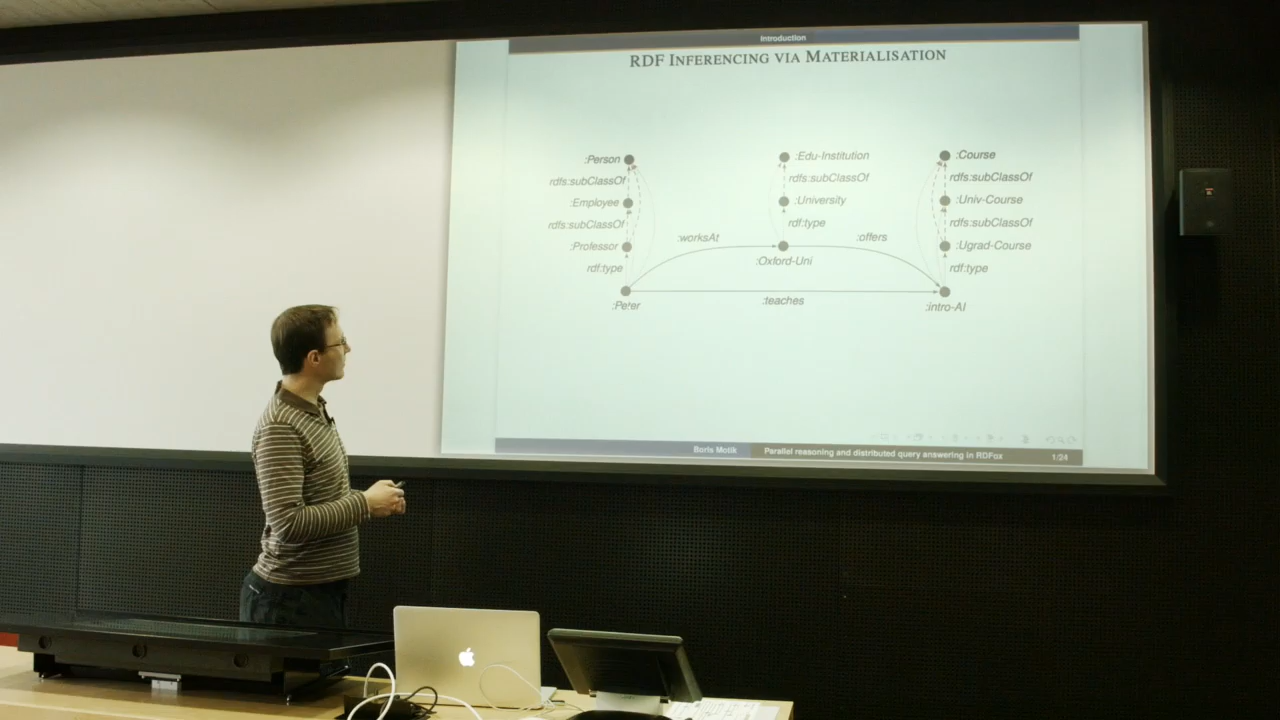 Introduction
RDF INFERENCING VIA MATERIALISATION
:Person
:Edu-Institution
:Course
rdfs:subClassOf
rdfs:subClassOf
rdfs:subClassOf
:Employee
:University
:Univ-Course
rdfs:subClassOf
rdf:type
rdfs:subClassOf
:Professor
:worksAt
:offers
:Ugrad-Course
rdf:type
:Oxford-Uni
rdf:type
:Peter
:teaches
:intro-AI
Boris Motik
Parallel reasoning and distributed query answering in RDFox
1/24